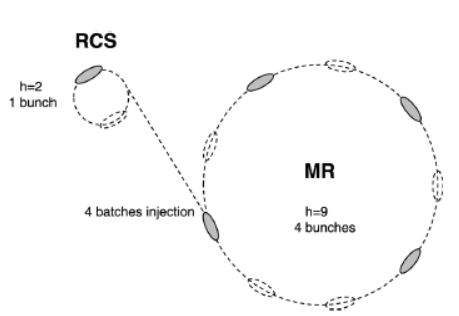 RCS
h=2
1 bunch
MR
4 batches injection
h=9
4 bunches